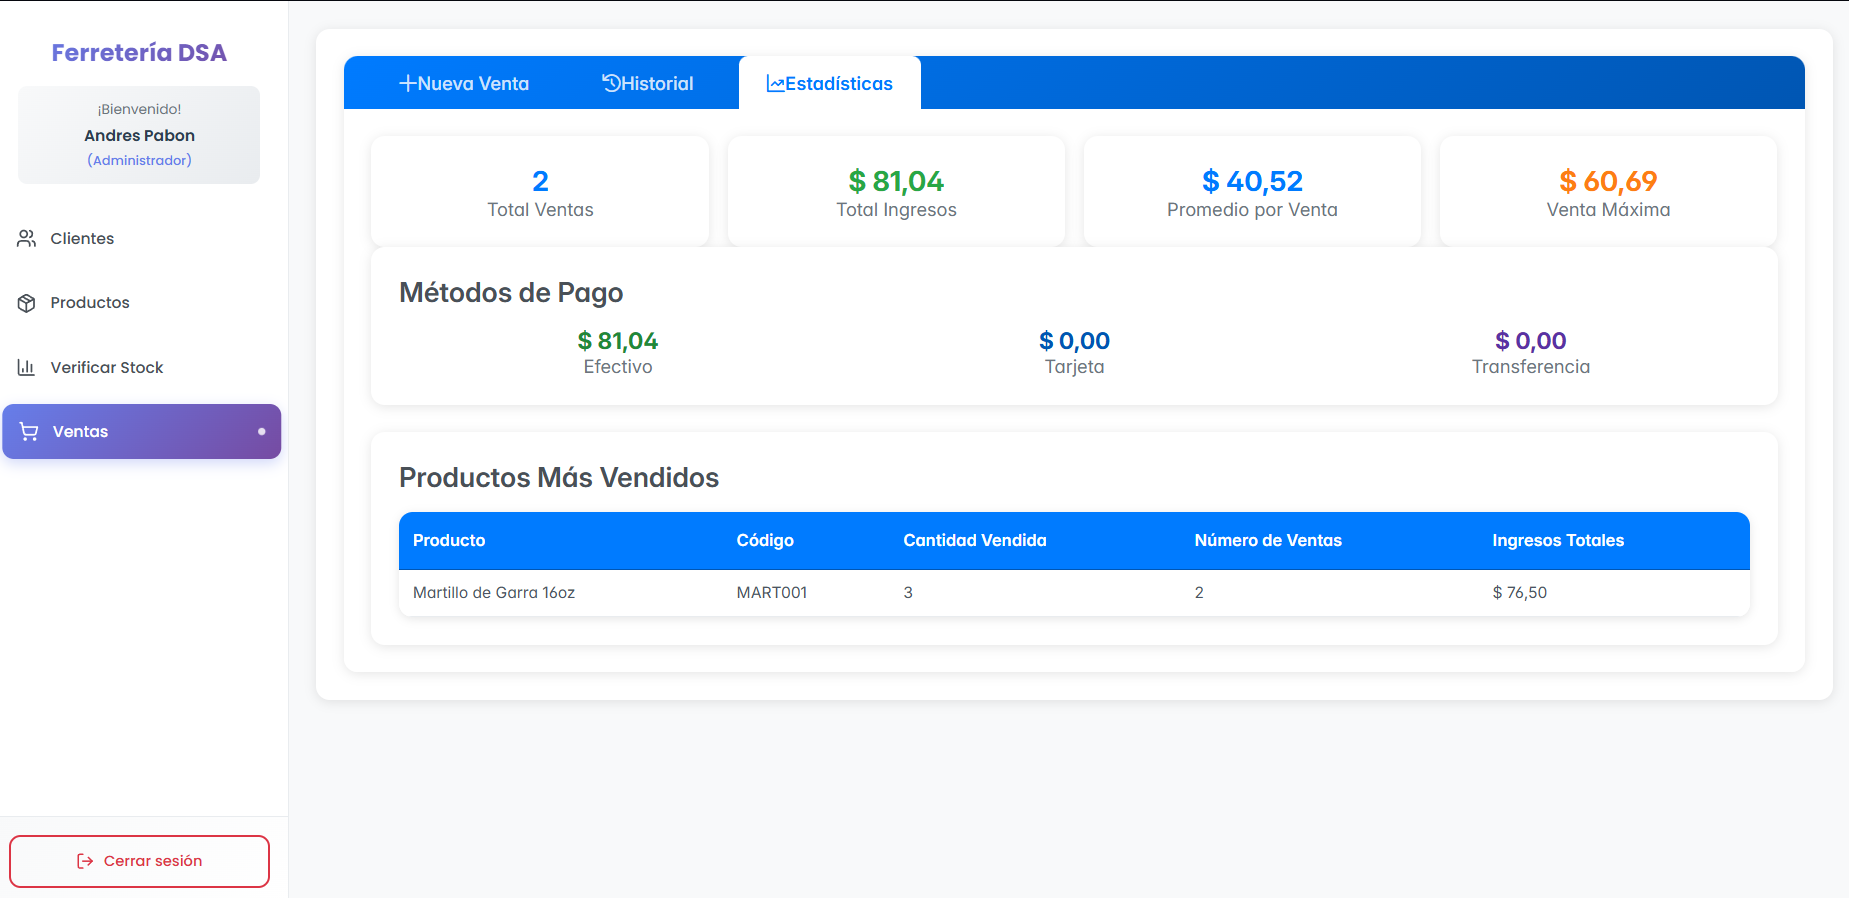 Ferretería DSA
¡Bienvenido!
Andres Pabon
(Administrador)
Clientes
Productos
Verificar Stock
Ventas
Cerrar sesión
Nueva Venta
Historial
Estadísticas
2
Total Ventas
$ 81,04
Total Ingresos
$ 40,52
Promedio por Venta
$ 60,69
Venta Máxima
Métodos de Pago
$ 81,04
Efectivo
$ 0,00
Tarjeta
$ 0,00
Transferencia
Productos Más Vendidos
Producto Código Cantidad Vendida Número de Ventas Ingresos Totales
Martillo de Garra 16oz MART001 3 2 $ 76,50